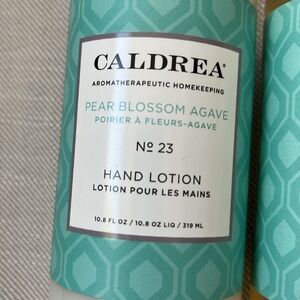 CALDREA®
AROMATHERAPEUTIC HOMEKEEPING
PEAR BLOSSOM AGAVE
POIRIER À FLEURS-AGAVE
Nº 23
HAND LOTION
LOTION POUR LES MAINS
10.8 FL OZ / 10.8 OZ LIQ / 319 ML